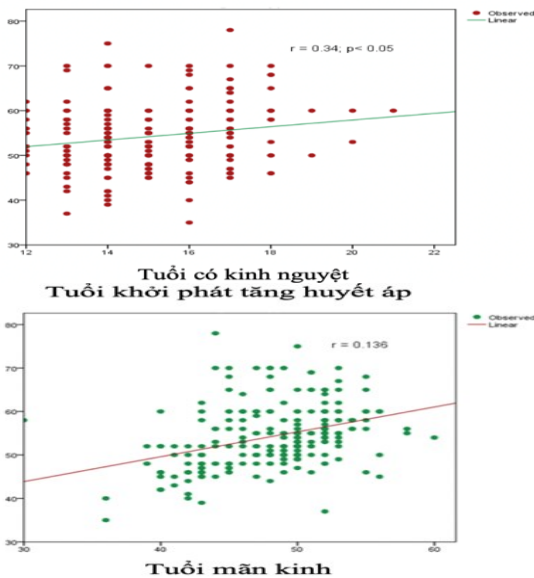 80
70
60
50
40
30
12
14
16
18
20
22
r = 0.34; p< 0.05
Observed
Linear
Tuổi có kinh nguyệt
Tuổi khởi phát tăng huyết áp
80
70
60
50
40
30
30
40
50
60
r = 0.136
Observed
Linear
Tuổi mãn kinh